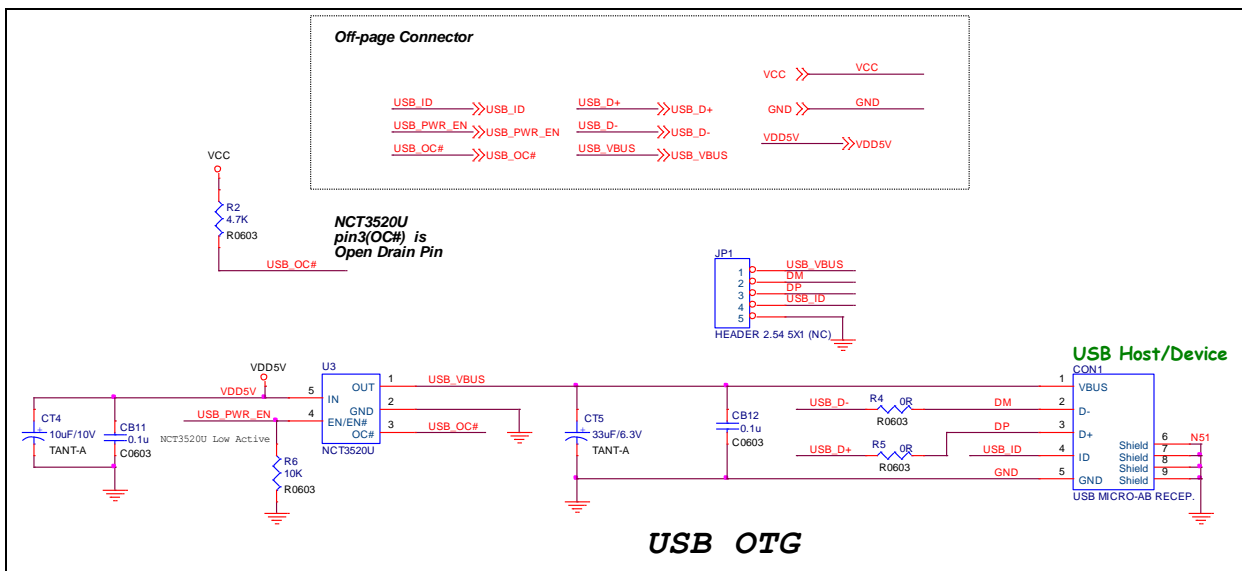 Off-page Connector
VCC VCC
USB_ID USB_ID USB_D+ USB_D+ GND GND
USB_PWR_EN USB_PWR_EN USB_D- USB_D- VDD5V VDD5V
USB_OC# USB_OC# USB_VBUS USB_VBUS
VCC
R2
4.7K
R0603
USB_OC#
NCT3520U
pin3(OC#) is
Open Drain Pin
JP1
1 USB_VBUS
2 DM
3 DP
4 USB_ID
5
HEADER 2.54 5X1 (NC)
USB Host/Device
VDD5V
VDD5V
USB_PWR_EN
NCT3520U Low Active
CT4
10uF/10V
TANT-A
CB11
0.1u
C0603
R6
10K
R0603
U3
5 IN OUT 1 USB_VBUS
GND 2
4 EN/EN# OC# 3 USB_OC#
NCT3520U
CT5
33uF/6.3V
TANT-A
CB12
0.1u
C0603
USB_D- R4 0R DM
R0603
USB_D+ R5 0R DP
R0603
USB_ID
GND
CON1
1 VBUS
2 D-
3 D+
4 ID
5 GND
Shield 6 N51
Shield 7
Shield 8
Shield 9
USB MICRO-AB RECEP.
USB OTG